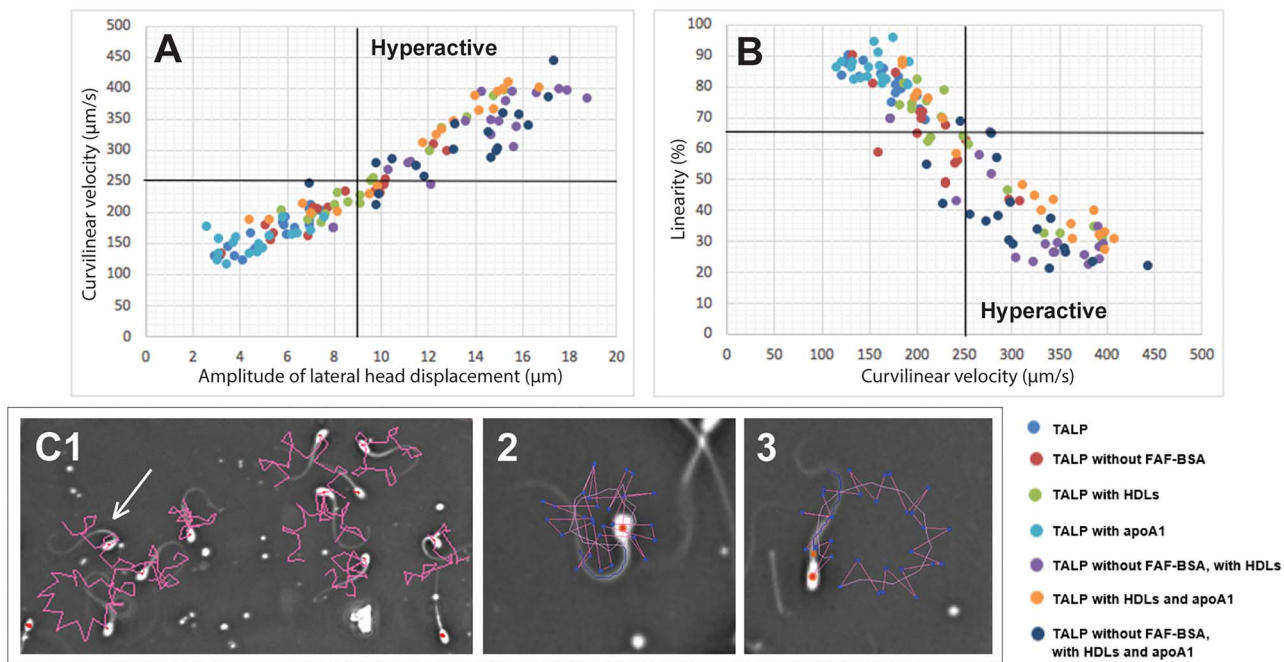 A
Hyperactive
500
450
400
350
300
250
200
150
100
50
0
0 2 4 6 8 10 12 14 16 18 20
Curvilinear velocity (µm/s)
Amplitude of lateral head displacement (µm)
B
100
90
80
70
60
50
40
30
20
10
0
Hyperactive
0 50 100 150 200 250 300 350 400 450 500
Linearity (%)
Curvilinear velocity (µm/s)
C1
2
3
TALP
TALP without FAF-BSA
TALP with HDLs
TALP with apoA1
TALP without FAF-BSA, with HDLs
TALP with HDLs and apoA1
TALP without FAF-BSA,
with HDLs and apoA1